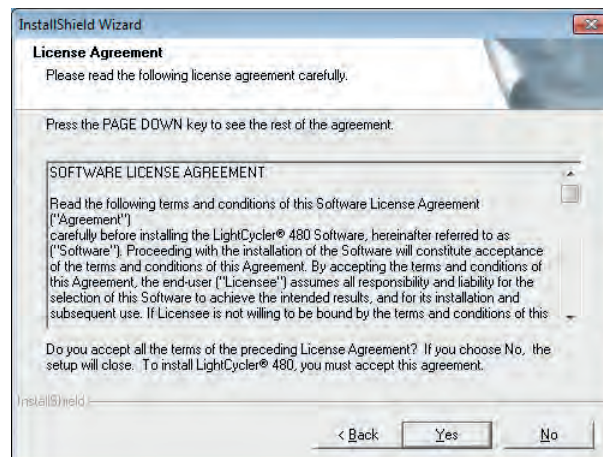 InstallShield Wizard
License Agreement
Please read the following license agreement carefully.
Press the PAGE DOWN key to see the rest of the agreement.
SOFTWARE LICENSE AGREEMENT
Read the following terms and conditions of this Software License Agreement
("Agreement")
carefully before installing the LightCycler® 480 Software, hereinafter referred to as
("Software"). Proceeding with the installation of the Software will constitute acceptance
of the terms and conditions of this Agreement. By accepting the terms and conditions of
this Agreement, the end-user ("Licensee") assumes all responsibility and liability for the
selection of this Software to achieve the intended results, and for its installation and
subsequent use. If Licensee is not willing to be bound by the terms and conditions of this
Do you accept all the terms of the preceding License Agreement? If you choose No, the
setup will close. To install LightCycler® 480, you must accept this agreement.
InstallShield
< Back Yes No